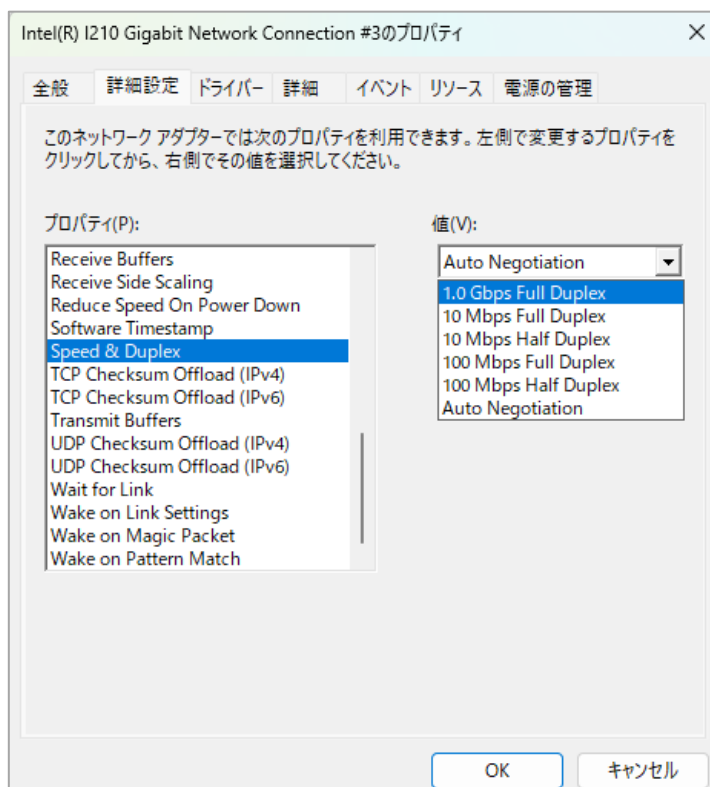 Intel(R) I210 Gigabit Network Connection #3のプロパティ
全般 詳細設定 ドライバー 詳細 イベント リソース 電源の管理
このネットワーク アダプターでは次のプロパティを利用できます。左側で変更するプロパティを
クリックしてから、右側でその値を選択してください。
プロパティ(P):
Receive Buffers
Receive Side Scaling
Reduce Speed On Power Down
Software Timestamp
Speed & Duplex
TCP Checksum Offload (IPv4)
TCP Checksum Offload (IPv6)
Transmit Buffers
UDP Checksum Offload (IPv4)
UDP Checksum Offload (IPv6)
Wait for Link
Wake on Link Settings
Wake on Magic Packet
Wake on Pattern Match
値(V):
Auto Negotiation
1.0 Gbps Full Duplex
10 Mbps Full Duplex
10 Mbps Half Duplex
100 Mbps Full Duplex
100 Mbps Half Duplex
Auto Negotiation
OK キャンセル